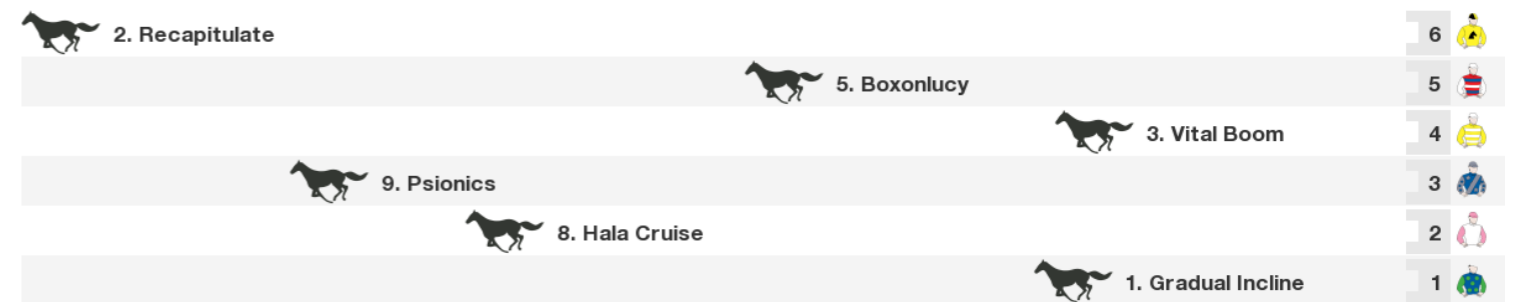 2. Recapitulate 6
5. Boxonlucy 5
3. Vital Boom 4
9. Psionics 3
8. Hala Cruise 2
1. Gradual Incline 1